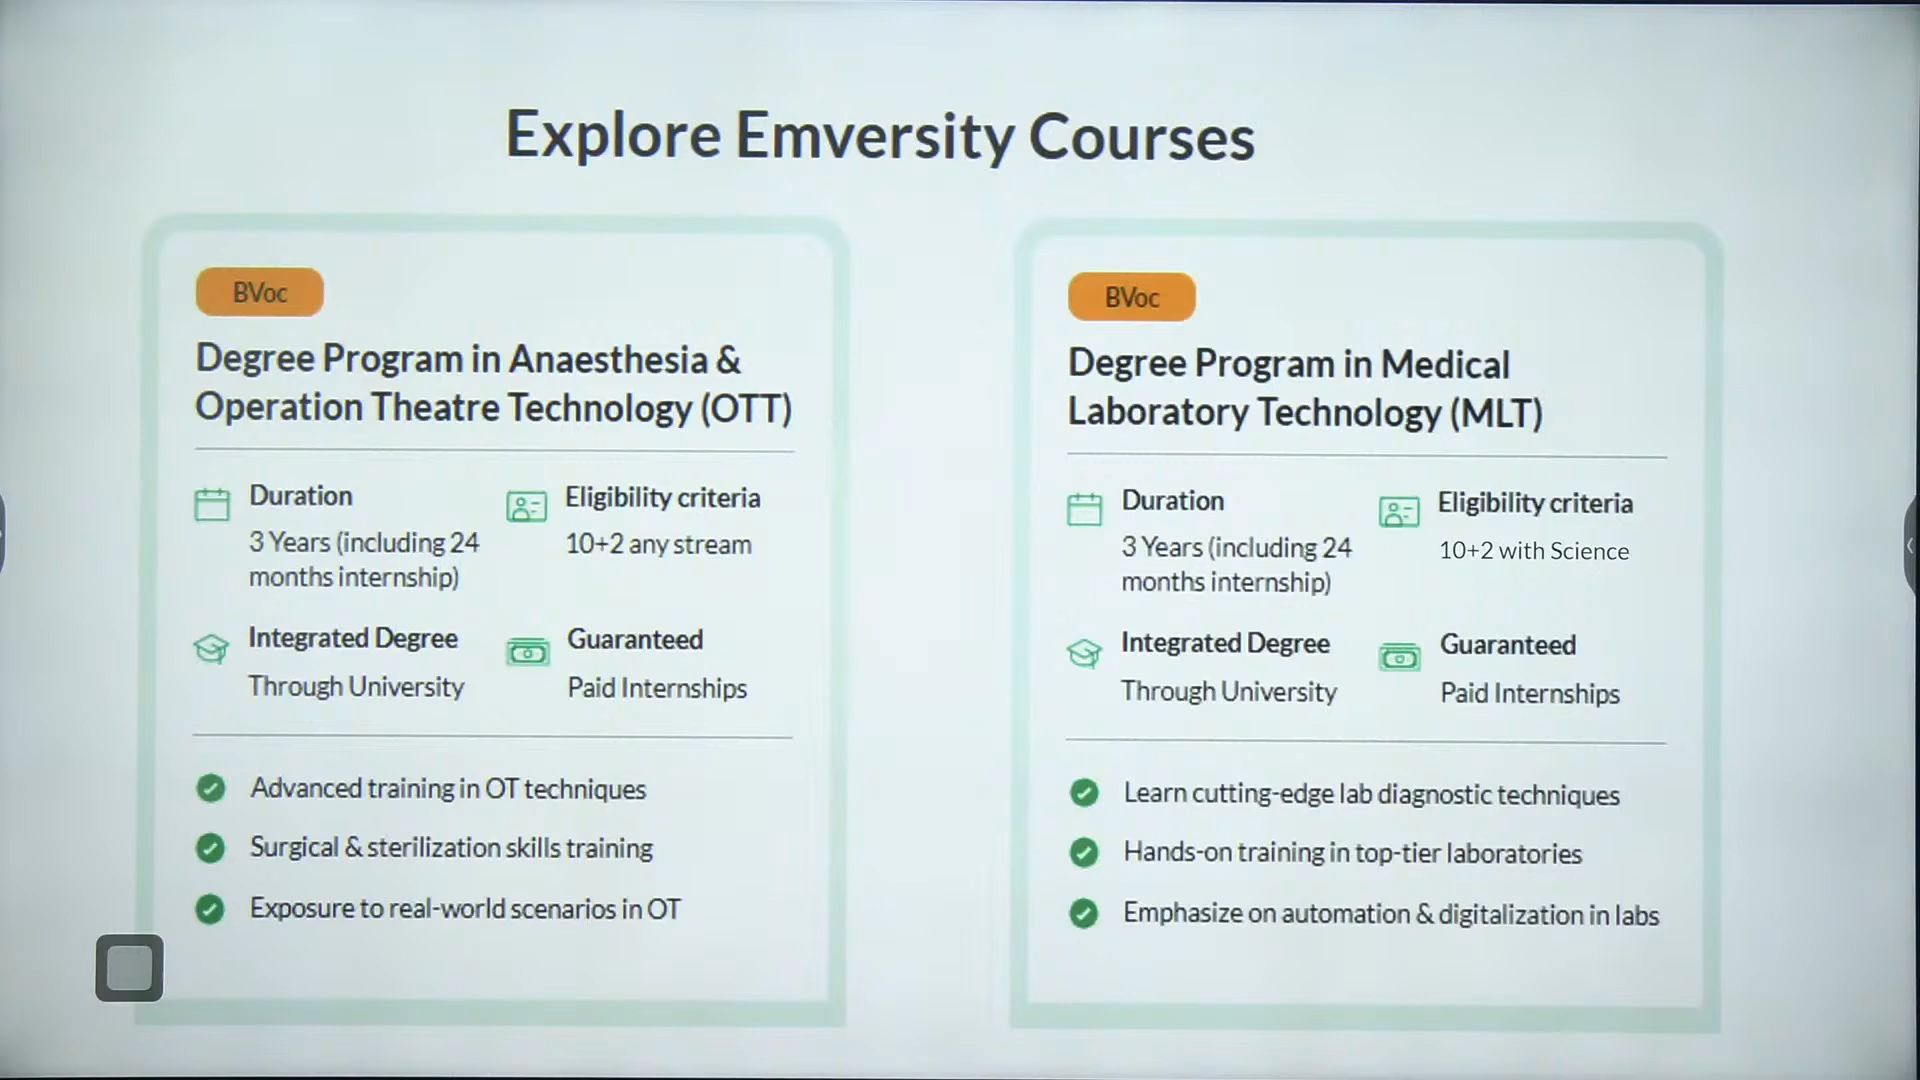 Explore Emversity Courses
BVoc
Degree Program in Anaesthesia &
Operation Theatre Technology (OTT)
Duration
3 Years (including 24
months internship)
Eligibility criteria
10+2 any stream
Integrated Degree
Through University
Guaranteed
Paid Internships
Advanced training in OT techniques
Surgical & sterilization skills training
Exposure to real-world scenarios in OT
BVoc
Degree Program in Medical
Laboratory Technology (MLT)
Duration
3 Years (including 24
months internship)
Eligibility criteria
10+2 with Science
Integrated Degree
Through University
Guaranteed
Paid Internships
Learn cutting-edge lab diagnostic techniques
Hands-on training in top-tier laboratories
Emphasize on automation & digitalization in labs